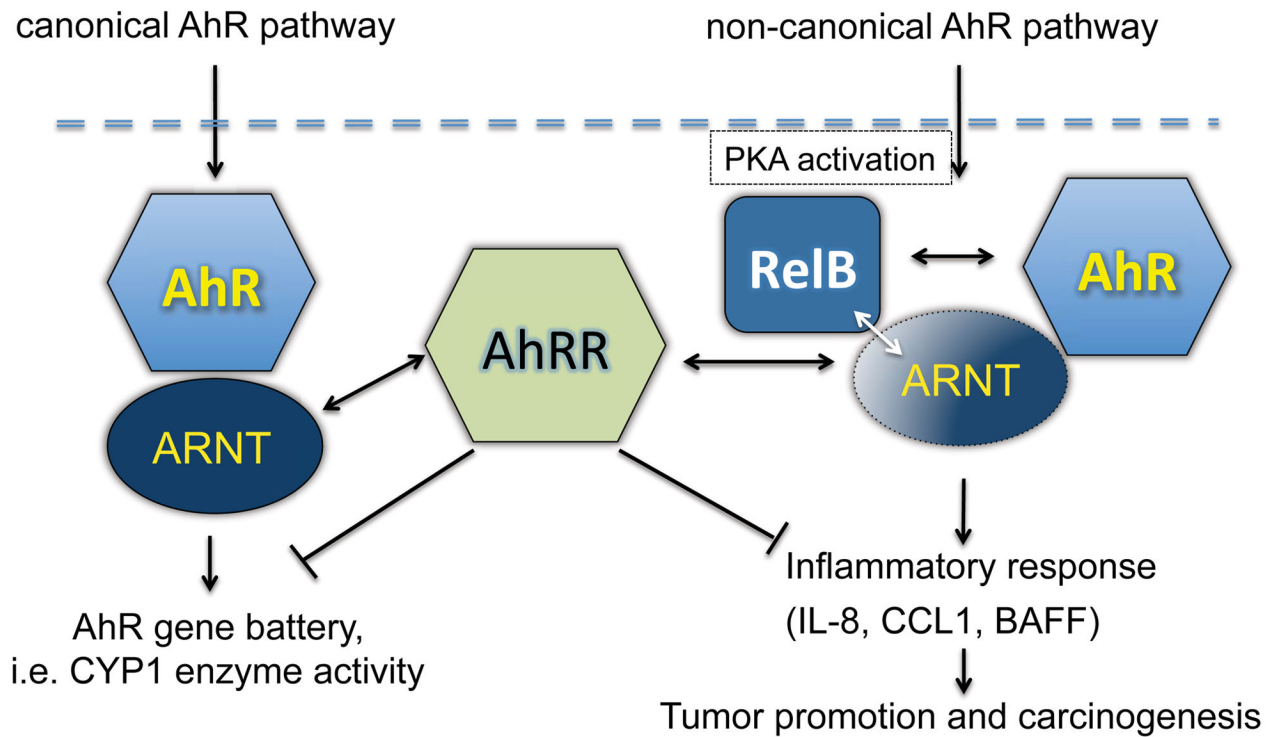 canonical AhR pathway
non-canonical AhR pathway
PKA activation
AhR
RelB
AhR
AhRR
ARNT
ARNT
AhR gene battery,
i.e. CYP1 enzyme activity
Inflammatory response
(IL-8, CCL1, BAFF)
Tumor promotion and carcinogenesis